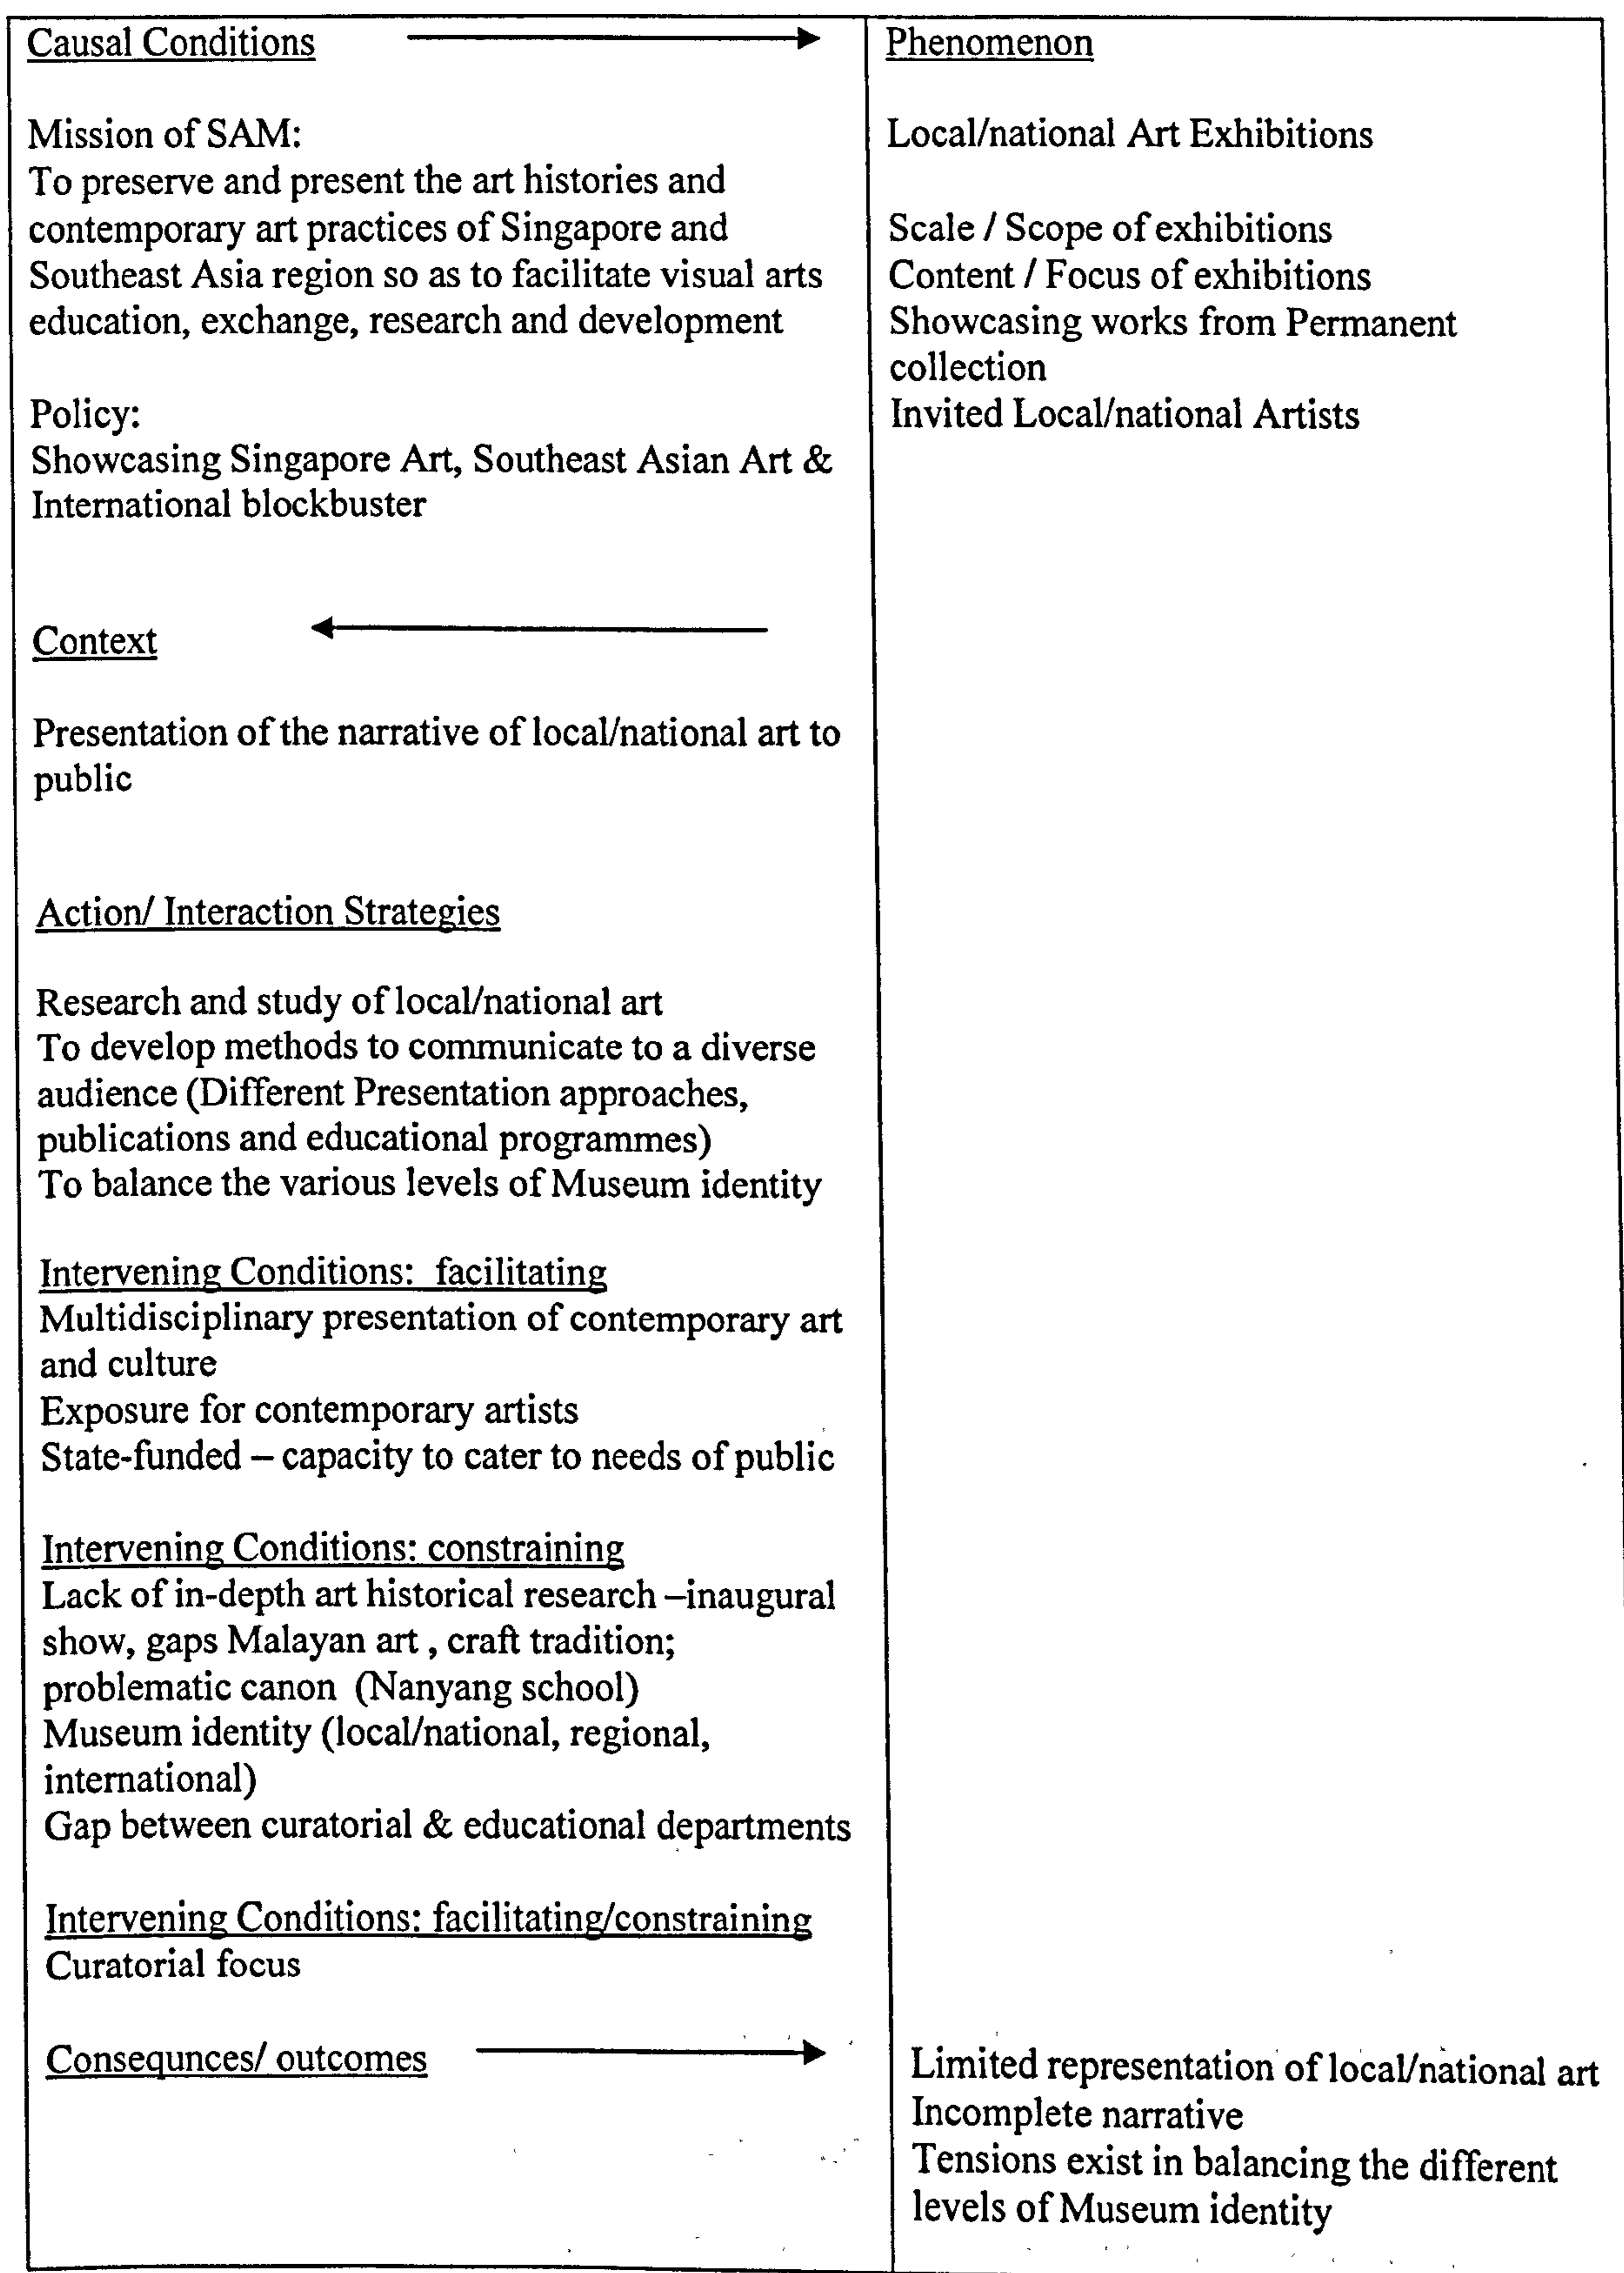 Causal Conditions
Mission of SAM:
To preserve and present the art histories and
contemporary art practices of Singapore and
Southeast Asia region so as to facilitate visual arts
education, exchange, research and development
Policy:
Showcasing Singapore Art, Southeast Asian Art &
International blockbuster
Context
Presentation of the narrative of local/national art to
public
Action/ Interaction Strategies
Research and study of local/national art
To develop methods to communicate to a diverse
audience (Different Presentation approaches,
publications and educational programmes)
To balance the various levels of Museum identity
Intervening Conditions: facilitating
Multidisciplinary presentation of contemporary art
and culture
Exposure for contemporary artists
State-funded – capacity to cater to needs of public
Intervening Conditions: constraining
Lack of in-depth art historical research –inaugural
show, gaps Malayan art , craft tradition;
problematic canon (Nanyang school)
Museum identity (local/national, regional,
international)
Gap between curatorial & educational departments
Intervening Conditions: facilitating/constraining
Curatorial focus
Consequnces/ outcomes
Phenomenon
Local/national Art Exhibitions
Scale / Scope of exhibitions
Content / Focus of exhibitions
Showcasing works from Permanent
collection
Invited Local/national Artists
Limited representation of local/national art
Incomplete narrative
Tensions exist in balancing the different
levels of Museum identity